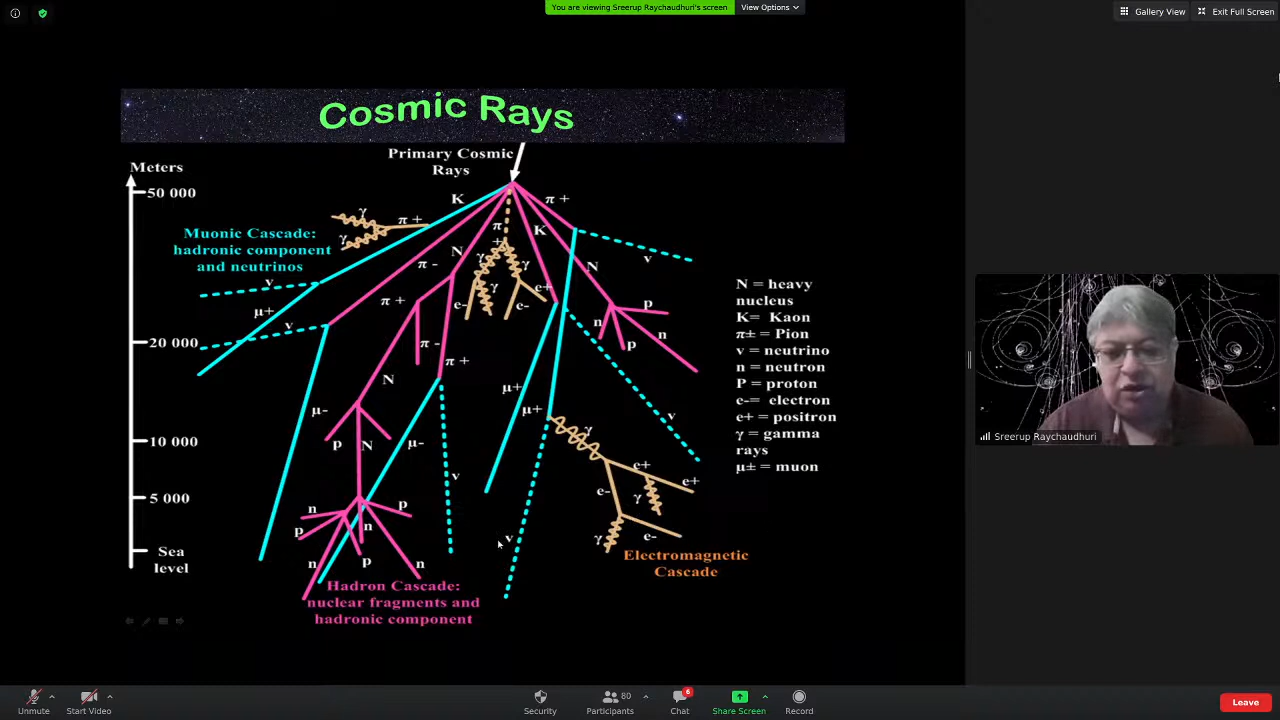 You are viewing Sreerup Raychaudhuri's screen
View Options
Gallery View
Exit Full Screen
Cosmic Rays
Primary Cosmic
Rays
Meters
50 000
20 000
10 000
5 000
Sea
level
Muonic Cascade:
hadronic component
and neutrinos
K
π +
γ
γ
π +
π
+
K
N
π -
N
ν
γ
γ
γ
e-
e-
e+
π +
π -
π +
ν
μ+
ν
p
n
p
n
N
μ-
p
N
μ-
μ+
μ+
ν
ν
γ
e+
e+
e-
γ
γ
e-
ν
n
p
n
p
n
p
n
Hadron Cascade:
nuclear fragments and
hadronic component
Electromagnetic
Cascade
N = heavy
nucleus
K= Kaon
π± = Pion
ν = neutrino
n = neutron
P = proton
e-= electron
e+ = positron
γ = gamma
rays
μ± = muon
Sreerup Raychaudhuri
Unmute
Start Video
Security
80
Participants
6
Chat
Share Screen
Record
Leave